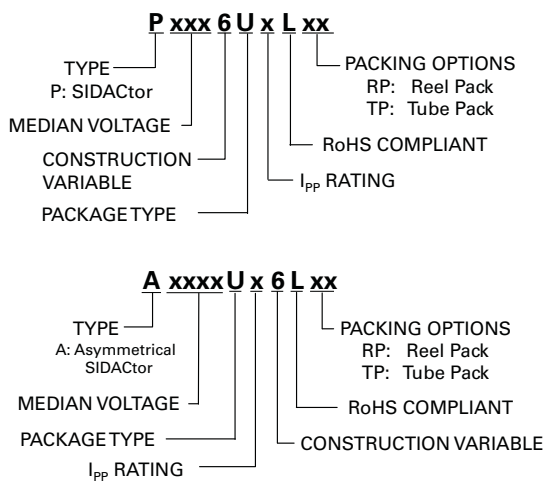 P xxx 6 U x L xx
TYPE
P: SIDACtor
PACKING OPTIONS
RP: Reel Pack
TP: Tube Pack
MEDIAN VOLTAGE
RoHS COMPLIANT
CONSTRUCTION
VARIABLE
IPP RATING
PACKAGE TYPE
A xxxx U x 6 L xx
TYPE
A: Asymmetrical
SIDACtor
PACKING OPTIONS
RP: Reel Pack
TP: Tube Pack
MEDIAN VOLTAGE
RoHS COMPLIANT
PACKAGE TYPE
CONSTRUCTION VARIABLE
IPP RATING